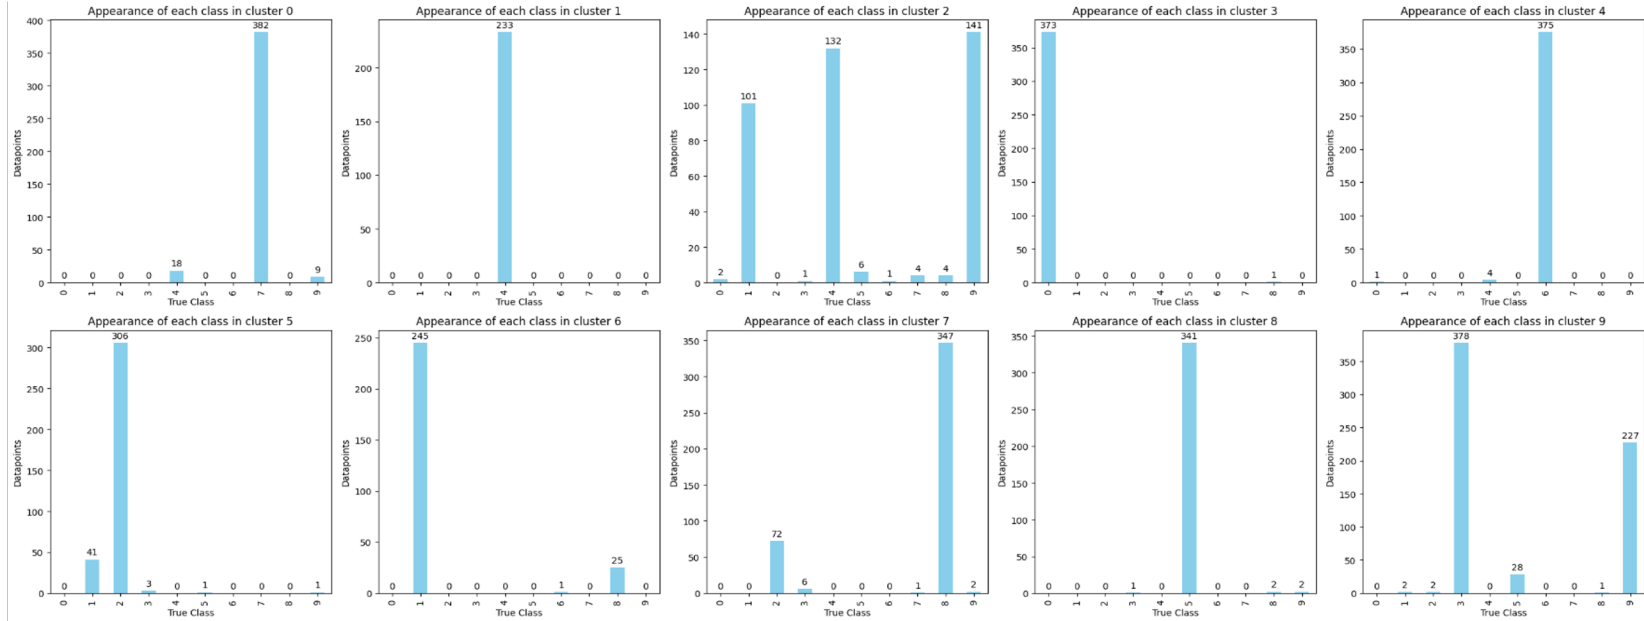 Appearance of each class in cluster 0
400
350
300
250
200
150
100
50
0
Datapoints
0 0 0 0 18 0 0 382 0 9
0 1 2 3 4 5 6 7 8 9
True Class
Appearance of each class in cluster 1
200
150
100
50
0
Datapoints
0 0 0 0 233 0 0 0 0 0
0 1 2 3 4 5 6 7 8 9
True Class
Appearance of each class in cluster 2
140
120
100
80
60
40
20
0
Datapoints
2 101 0 1 132 6 1 4 4 141
0 1 2 3 4 5 6 7 8 9
True Class
Appearance of each class in cluster 3
350
300
250
200
150
100
50
0
Datapoints
373 0 0 0 0 0 0 0 1 0
0 1 2 3 4 5 6 7 8 9
True Class
Appearance of each class in cluster 4
350
300
250
200
150
100
50
0
Datapoints
1 0 0 0 4 0 375 0 0 0
0 1 2 3 4 5 6 7 8 9
True Class
Appearance of each class in cluster 5
300
250
200
150
100
50
0
Datapoints
0 41 306 3 0 1 0 0 0 1
0 1 2 3 4 5 6 7 8 9
True Class
Appearance of each class in cluster 6
250
200
150
100
50
0
Datapoints
0 245 0 0 0 0 1 0 25 0
0 1 2 3 4 5 6 7 8 9
True Class
Appearance of each class in cluster 7
350
300
250
200
150
100
50
0
Datapoints
0 0 72 6 0 0 0 1 347 2
0 1 2 3 4 5 6 7 8 9
True Class
Appearance of each class in cluster 8
350
300
250
200
150
100
50
0
Datapoints
0 0 0 1 0 341 0 0 2 2
0 1 2 3 4 5 6 7 8 9
True Class
Appearance of each class in cluster 9
350
300
250
200
150
100
50
0
Datapoints
0 2 2 378 0 28 0 0 1 227
0 1 2 3 4 5 6 7 8 9
True Class